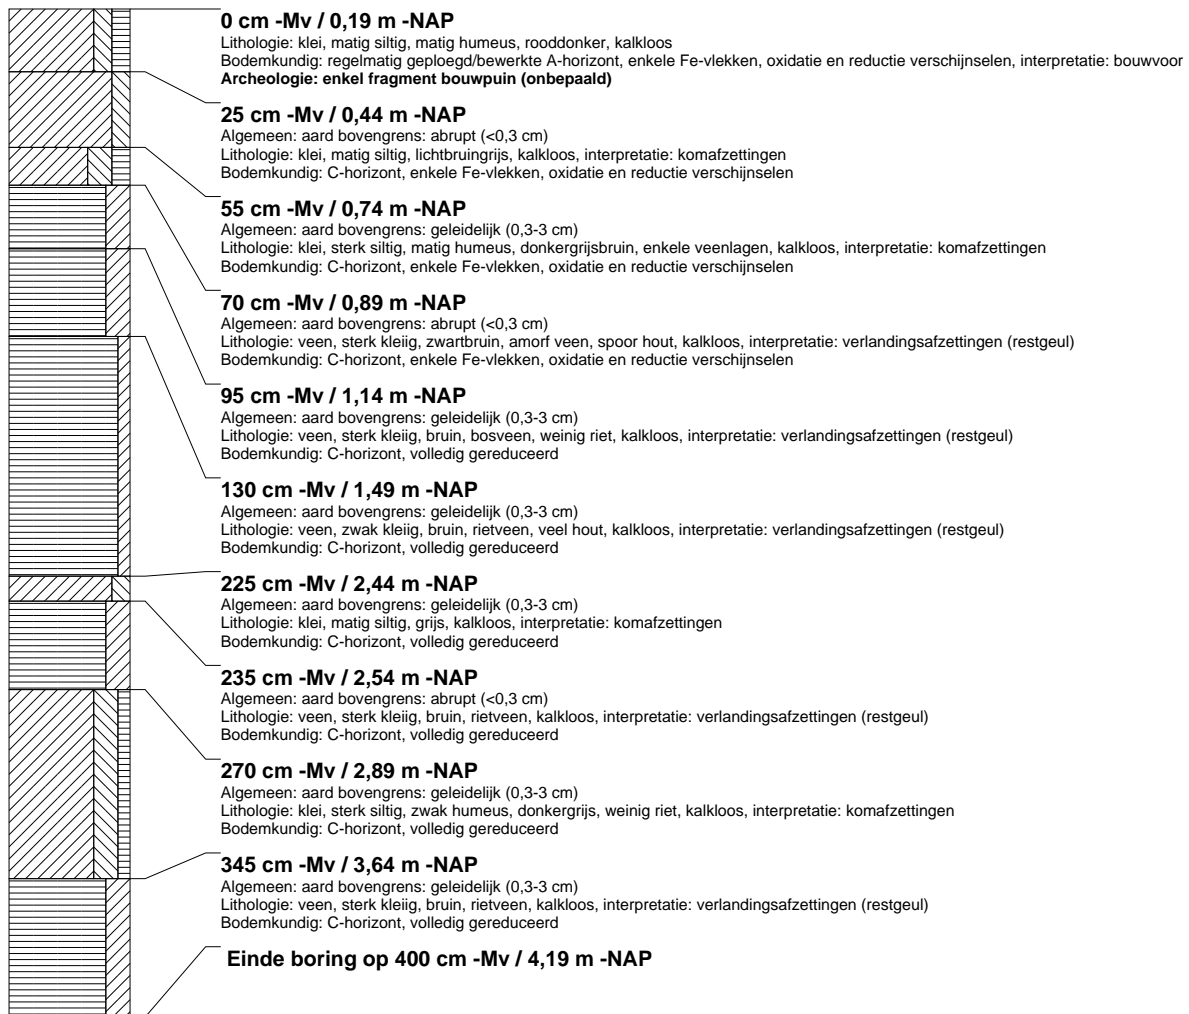 0 cm -Mv / 0,19 m -NAP
Lithologie: klei, matig siltig, matig humeus, rooddonker, kalkloos
Bodemkundig: regelmatig geploegd/bewerkte A-horizont, enkele Fe-vlekken, oxidatie en reductie verschijnselen, interpretatie: bouwvoor
Archeologie: enkel fragment bouwpuin (onbepaald)
25 cm -Mv / 0,44 m -NAP
Algemeen: aard bovengrens: abrupt (<0,3 cm)
Lithologie: klei, matig siltig, lichtbruingrijs, kalkloos, interpretatie: komafzettingen
Bodemkundig: C-horizont, enkele Fe-vlekken, oxidatie en reductie verschijnselen
55 cm -Mv / 0,74 m -NAP
Algemeen: aard bovengrens: geleidelijk (0,3-3 cm)
Lithologie: klei, sterk siltig, matig humeus, donkergrijsbruin, enkele veenlagen, kalkloos, interpretatie: komafzettingen
Bodemkundig: C-horizont, enkele Fe-vlekken, oxidatie en reductie verschijnselen
70 cm -Mv / 0,89 m -NAP
Algemeen: aard bovengrens: abrupt (<0,3 cm)
Lithologie: veen, sterk kleiig, zwartbruin, amorf veen, spoor hout, kalkloos, interpretatie: verlandingsafzettingen (restgeul)
Bodemkundig: C-horizont, enkele Fe-vlekken, oxidatie en reductie verschijnselen
95 cm -Mv / 1,14 m -NAP
Algemeen: aard bovengrens: geleidelijk (0,3-3 cm)
Lithologie: veen, sterk kleiig, bruin, bosveen, weinig riet, kalkloos, interpretatie: verlandingsafzettingen (restgeul)
Bodemkundig: C-horizont, volledig gereduceerd
130 cm -Mv / 1,49 m -NAP
Algemeen: aard bovengrens: geleidelijk (0,3-3 cm)
Lithologie: veen, zwak kleiig, bruin, rietveen, veel hout, kalkloos, interpretatie: verlandingsafzettingen (restgeul)
Bodemkundig: C-horizont, volledig gereduceerd
225 cm -Mv / 2,44 m -NAP
Algemeen: aard bovengrens: geleidelijk (0,3-3 cm)
Lithologie: klei, matig siltig, grijs, kalkloos, interpretatie: komafzettingen
Bodemkundig: C-horizont, volledig gereduceerd
235 cm -Mv / 2,54 m -NAP
Algemeen: aard bovengrens: abrupt (<0,3 cm)
Lithologie: veen, sterk kleiig, bruin, rietveen, kalkloos, interpretatie: verlandingsafzettingen (restgeul)
Bodemkundig: C-horizont, volledig gereduceerd
270 cm -Mv / 2,89 m -NAP
Algemeen: aard bovengrens: geleidelijk (0,3-3 cm)
Lithologie: klei, sterk siltig, zwak humeus, donkergrijs, weinig riet, kalkloos, interpretatie: komafzettingen
Bodemkundig: C-horizont, volledig gereduceerd
345 cm -Mv / 3,64 m -NAP
Algemeen: aard bovengrens: geleidelijk (0,3-3 cm)
Lithologie: veen, sterk kleiig, bruin, rietveen, kalkloos, interpretatie: verlandingsafzettingen (restgeul)
Bodemkundig: C-horizont, volledig gereduceerd
Einde boring op 400 cm -Mv / 4,19 m -NAP